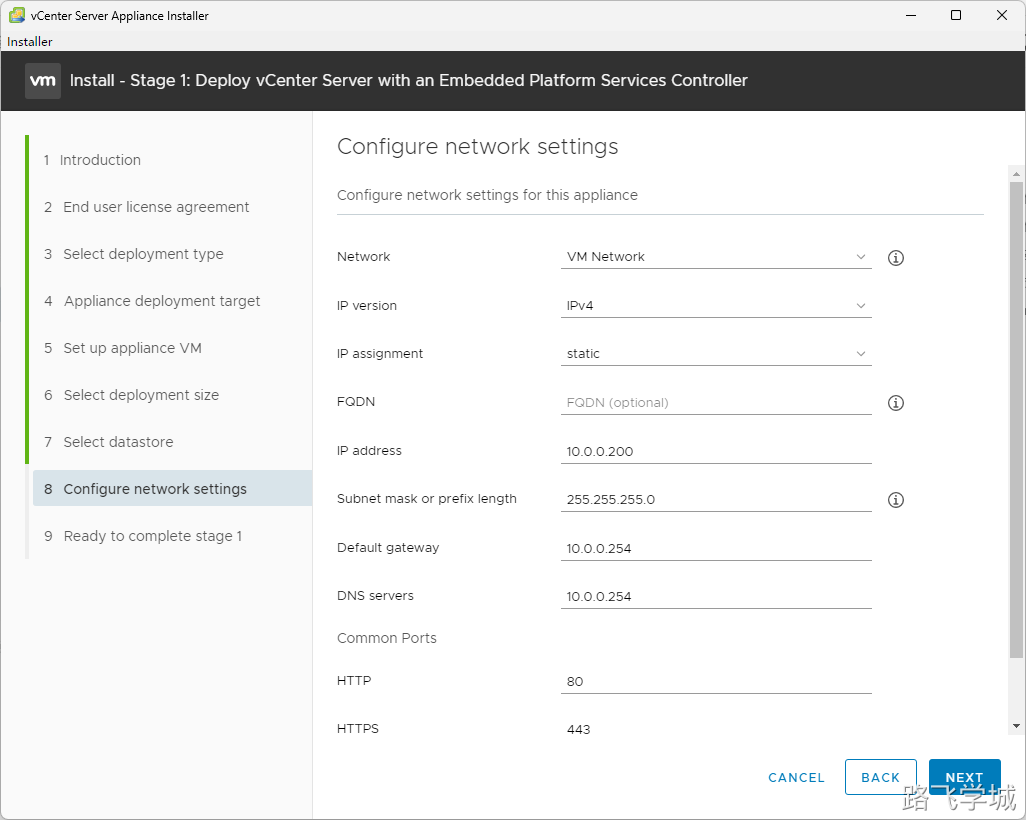 vCenter Server Appliance Installer
Installer
vm Install - Stage 1: Deploy vCenter Server with an Embedded Platform Services Controller
1 Introduction
2 End user license agreement
3 Select deployment type
4 Appliance deployment target
5 Set up appliance VM
6 Select deployment size
7 Select datastore
8 Configure network settings
9 Ready to complete stage 1
Configure network settings
Configure network settings for this appliance
Network VM Network
IP version IPv4
IP assignment static
FQDN FQDN (optional)
IP address 10.0.0.200
Subnet mask or prefix length 255.255.255.0
Default gateway 10.0.0.254
DNS servers 10.0.0.254
Common Ports
HTTP 80
HTTPS 443
CANCEL BACK NEXT
路飞学城